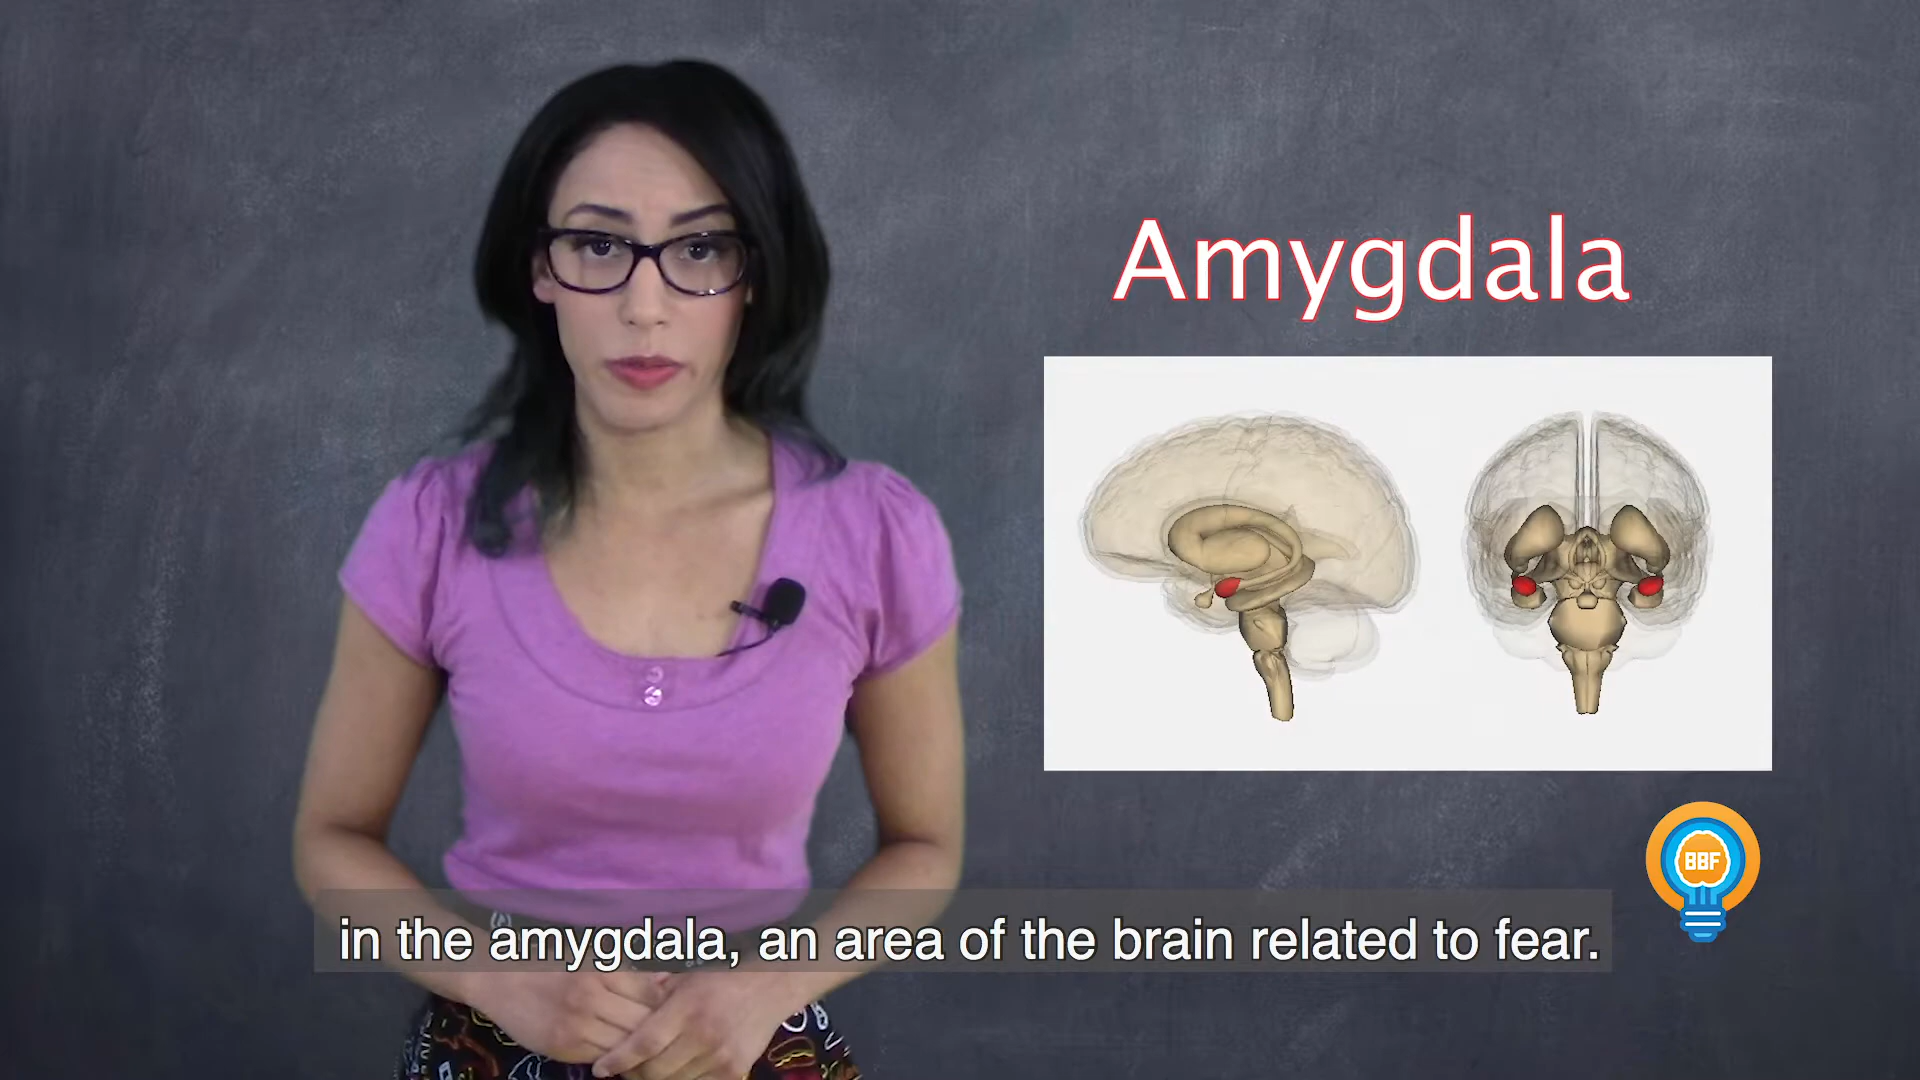 Amygdala
BBF
in the amygdala, an area of the brain related to fear.